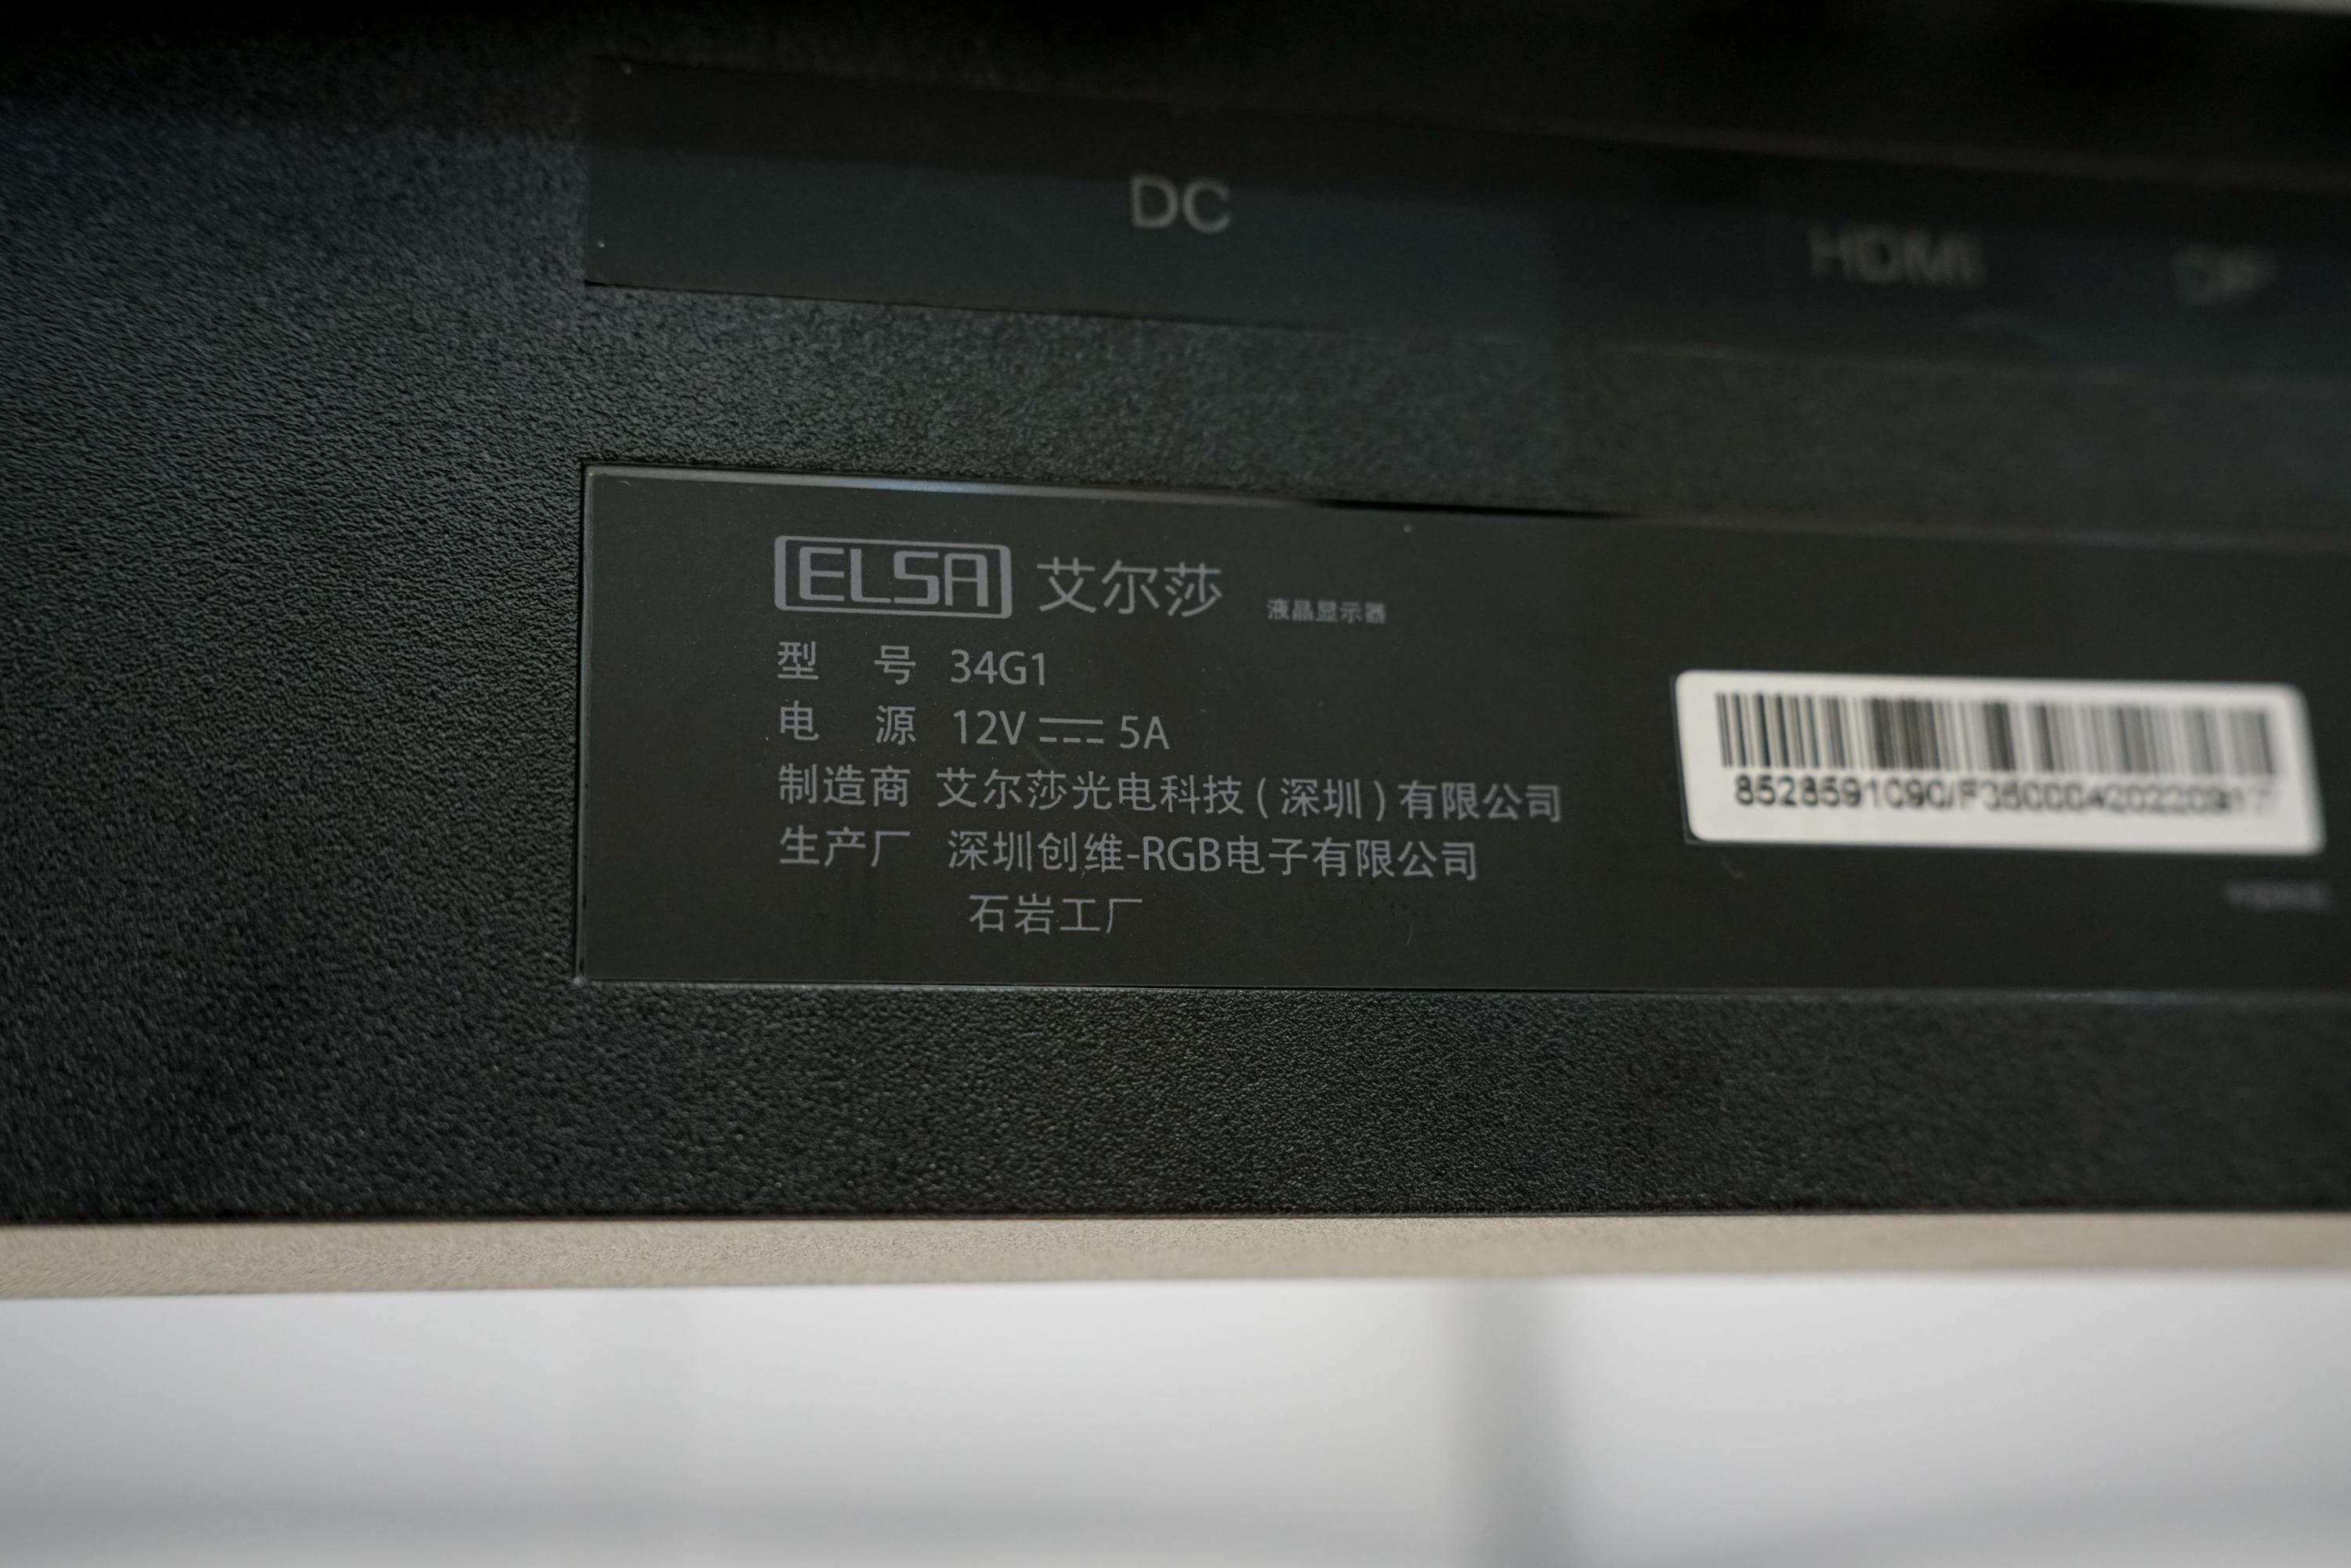 DC HDMI DP
ELSA 艾尔莎 液晶显示器
型 号 34G1
电 源 12V 5A
制造商 艾尔莎光电科技(深圳)有限公司
生产厂 深圳创维-RGB电子有限公司
石岩工厂